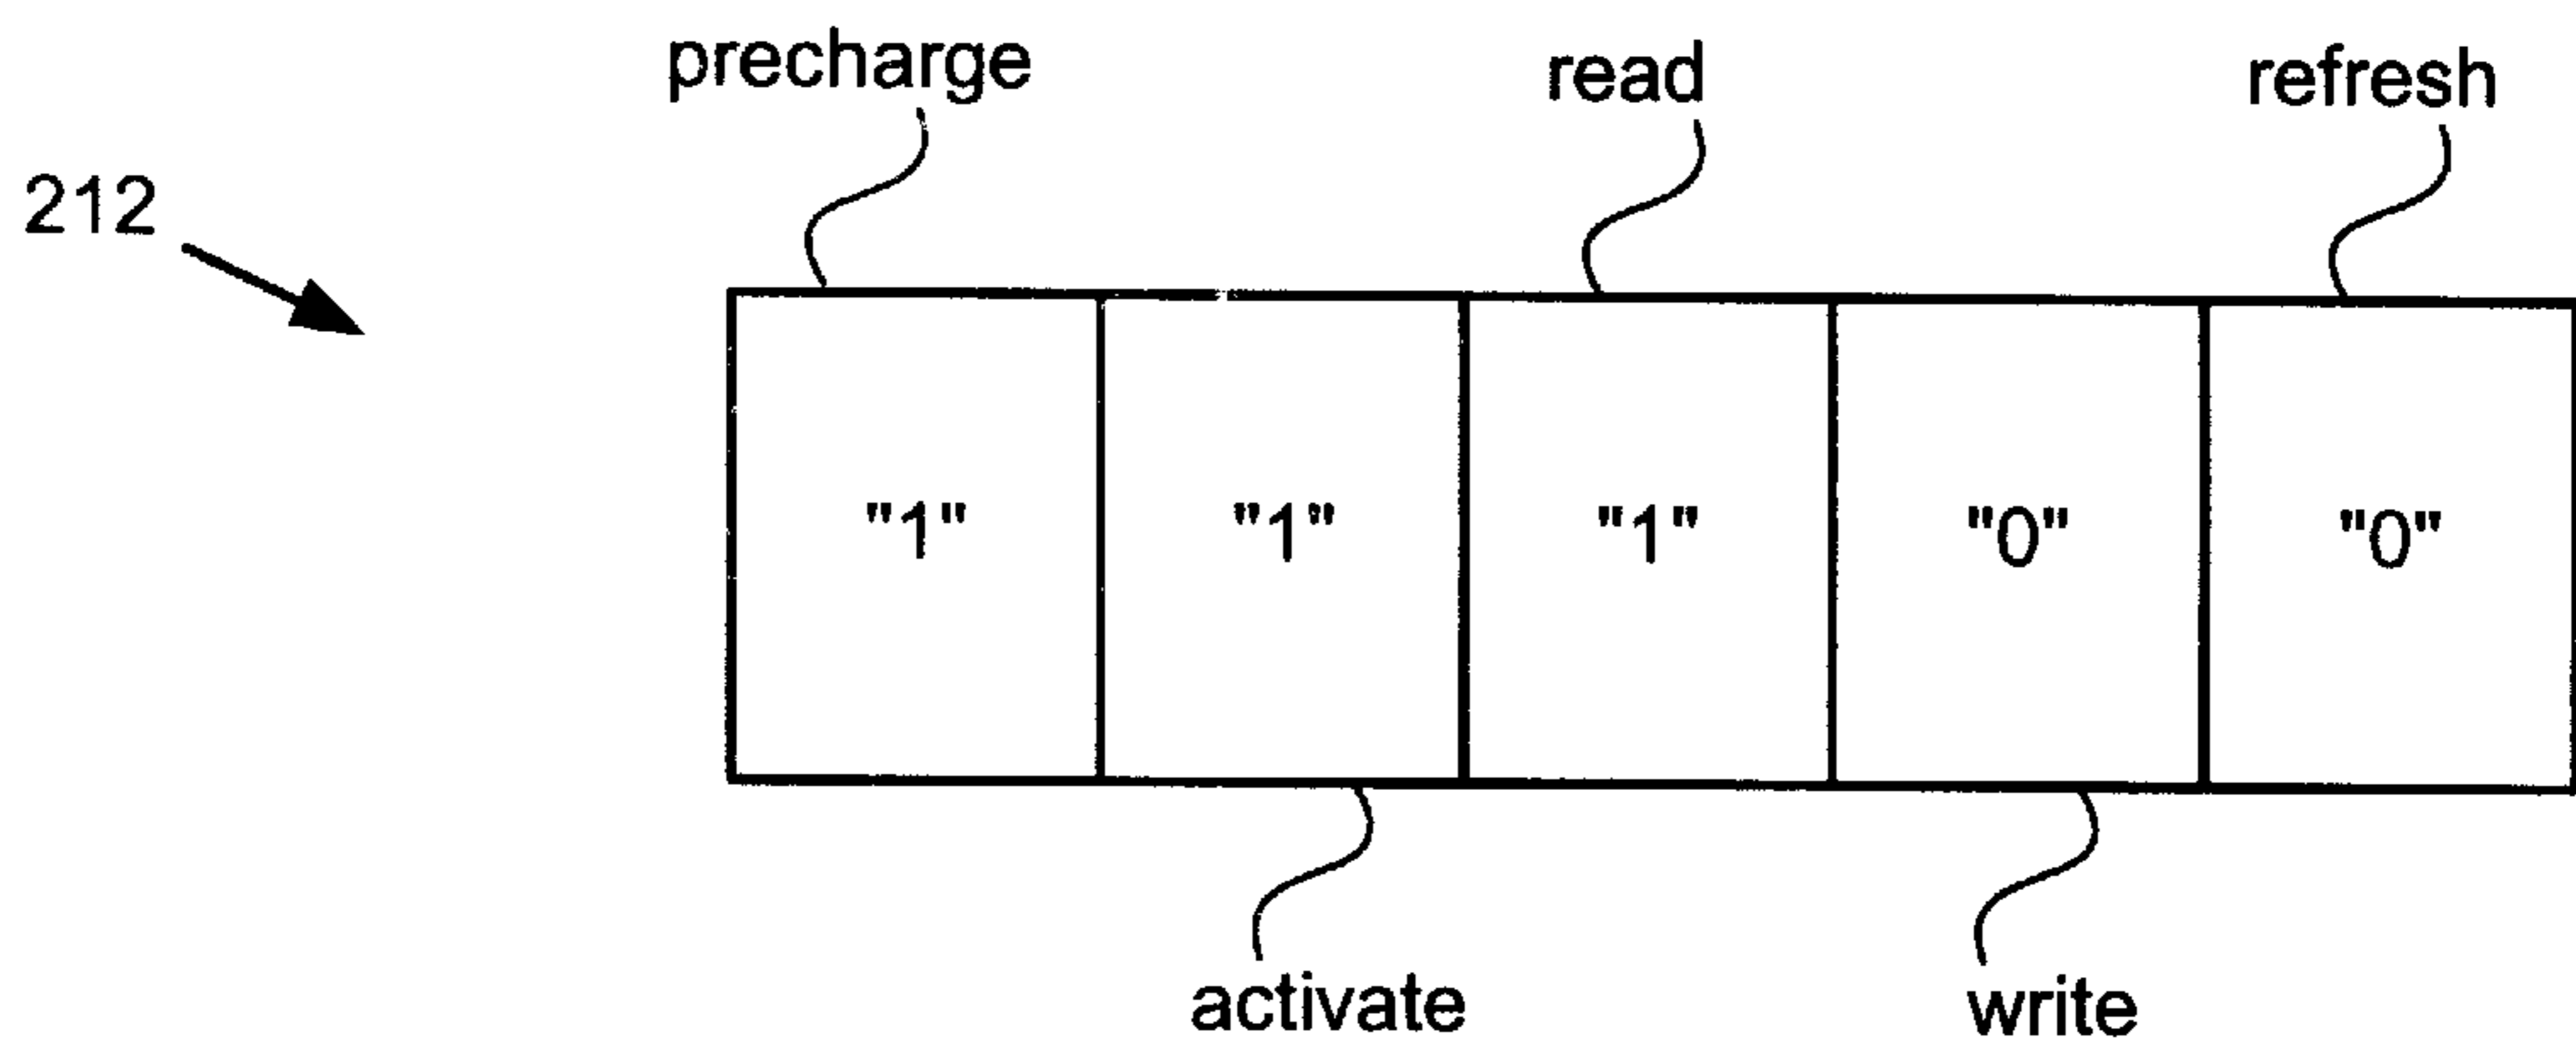 precharge read refresh
212
"1" "1" "1" "0" "0"
activate write